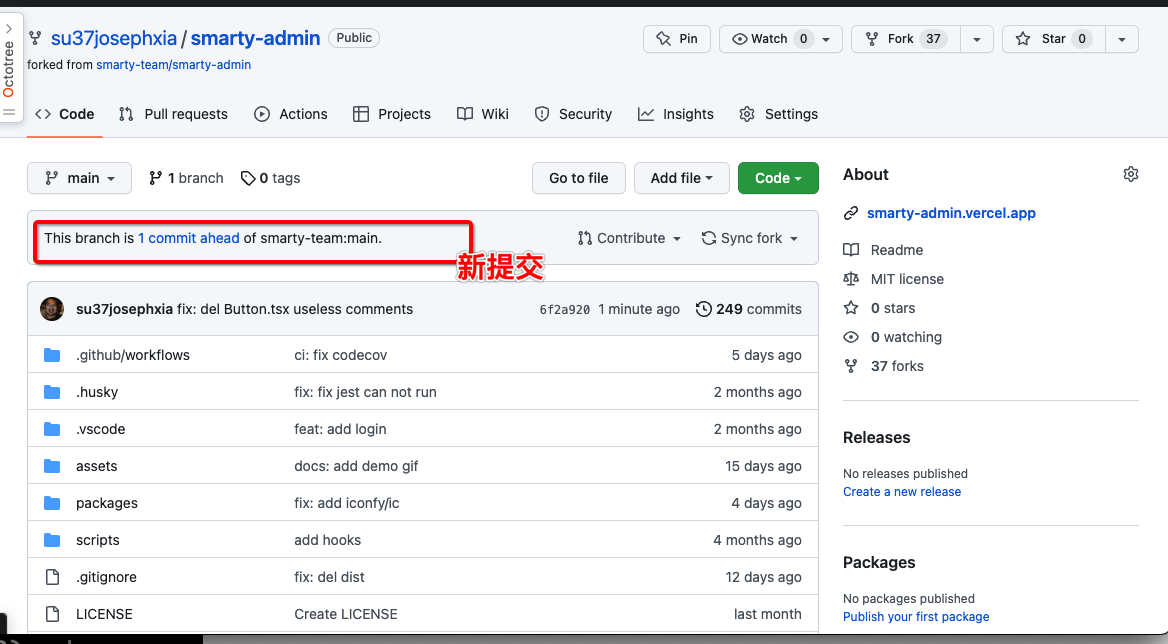 Octotree
su37josephxia / smarty-admin Public
Pin Watch 0 Fork 37 Star 0
forked from smarty-team/smarty-admin
<> Code Pull requests Actions Projects Wiki Security Insights Settings
main 1 branch 0 tags Go to file Add file Code
This branch is 1 commit ahead of smarty-team:main. Contribute Sync fork
新提交
su37josephxia fix: del Button.tsx useless comments 6f2a920 1 minute ago 249 commits
.github/workflows ci: fix codecov 5 days ago
.husky fix: fix jest can not run 2 months ago
.vscode feat: add login 2 months ago
assets docs: add demo gif 15 days ago
packages fix: add iconfy/ic 4 days ago
scripts add hooks 4 months ago
.gitignore fix: del dist 12 days ago
LICENSE Create LICENSE last month
About
smarty-admin.vercel.app
Readme
MIT license
0 stars
0 watching
37 forks
Releases
No releases published
Create a new release
Packages
No packages published
Publish your first package